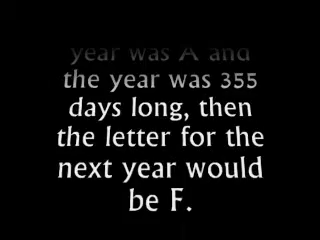 year was A and
the year was 355
days long, then
the letter for the
next year would
be F.